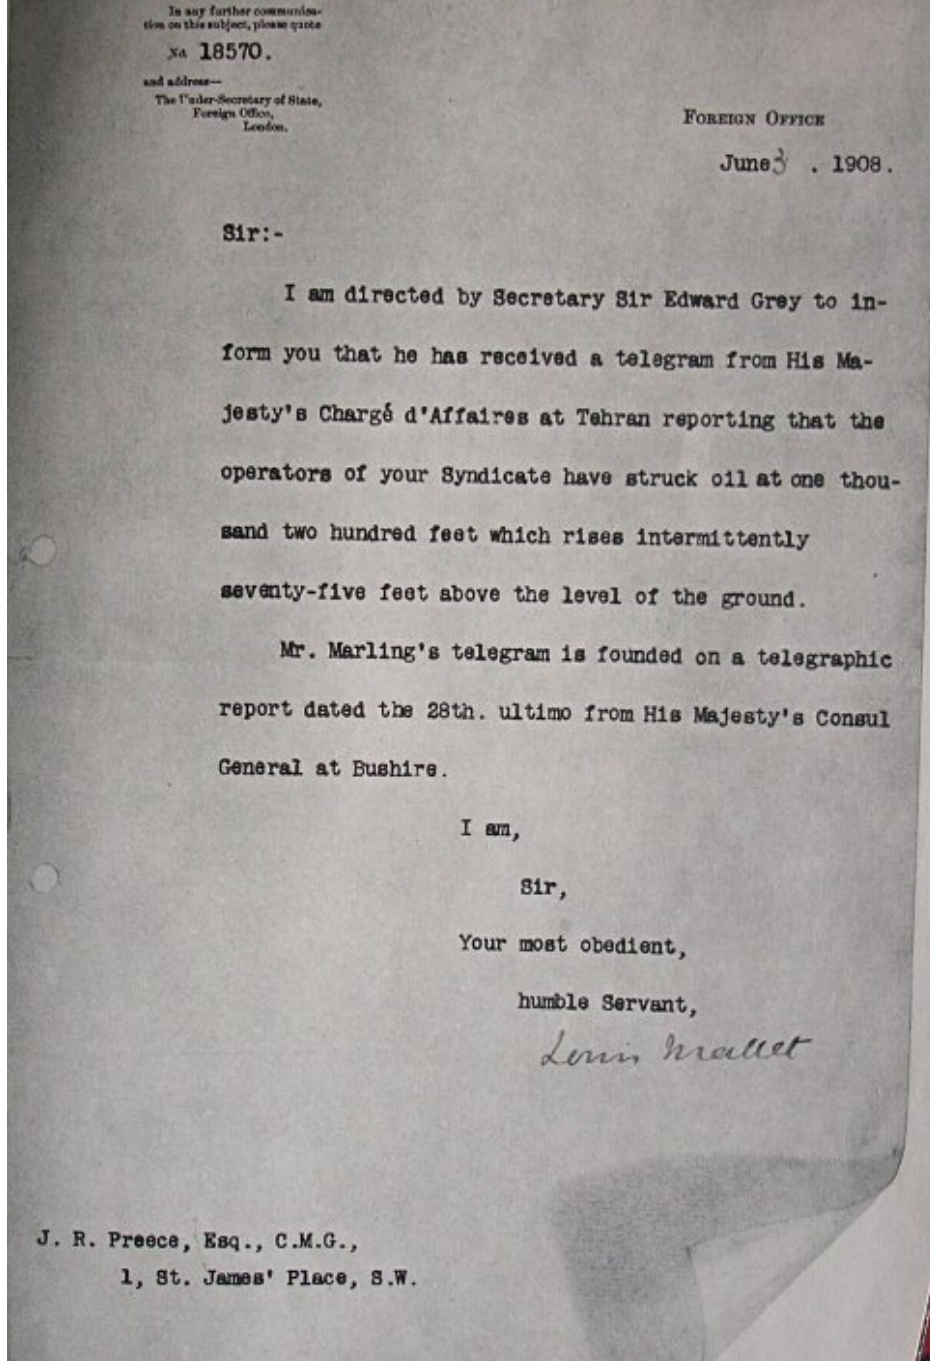 In any further communica-
tion on this subject, please quote
No. 18570.
and address—
The Under-Secretary of State,
Foreign Office,
London.
FOREIGN OFFICE
June 3 . 1908.
Sir:-
I am directed by Secretary Sir Edward Grey to in-
form you that he has received a telegram from His Ma-
jesty's Chargé d'Affaires at Tehran reporting that the
operators of your Syndicate have struck oil at one thou-
sand two hundred feet which rises intermittently
seventy-five feet above the level of the ground.
Mr. Marling's telegram is founded on a telegraphic
report dated the 28th. ultimo from His Majesty's Consul
General at Bushire.
I am,
Sir,
Your most obedient,
humble Servant,
Louis Mallet
J. R. Preece, Esq., C.M.G.,
1, St. James' Place, S.W.